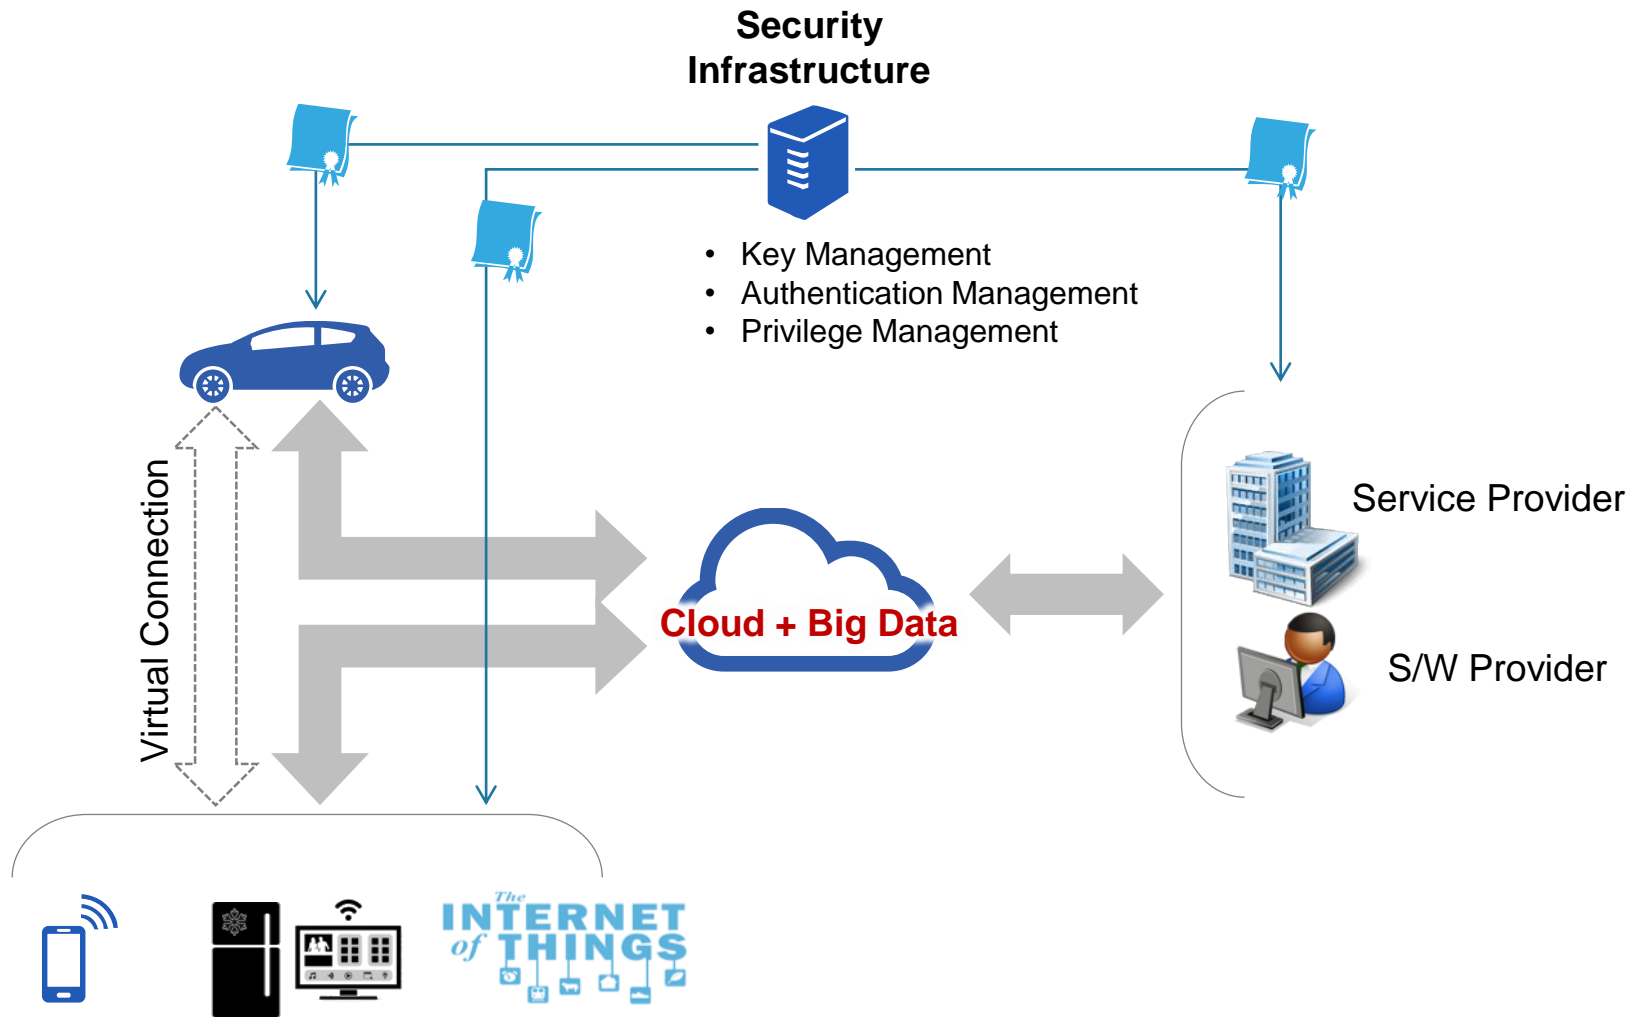 Security
Infrastructure
• Key Management
• Authentication Management
• Privilege Management
Virtual Connection
Cloud + Big Data
Service Provider
S/W Provider
The
INTERNET
of THINGS